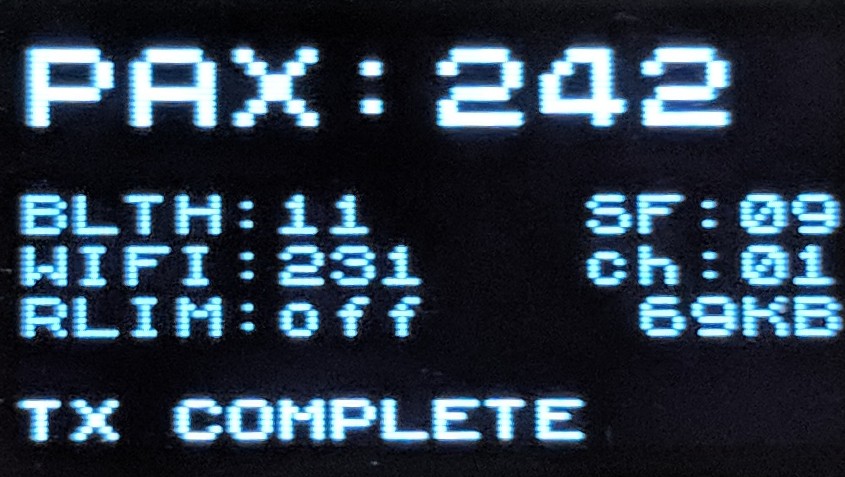 PAX:242
BLTH:11 SF:09
WIFI:231 ch:01
RLIM:off 69KB
TX COMPLETE